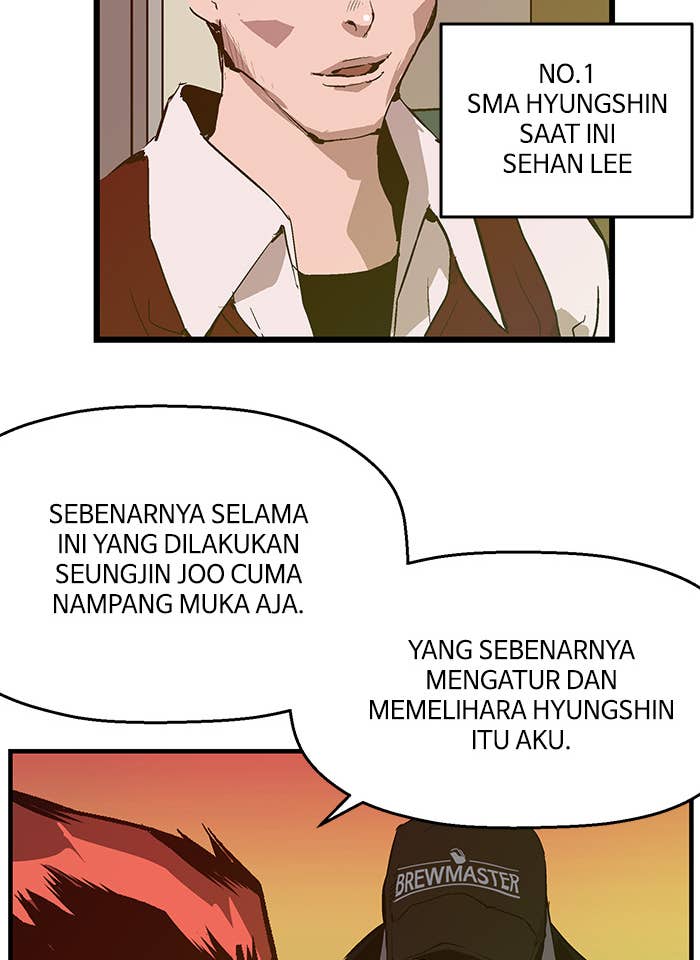 NO.1
SMA HYUNGSHIN
SAAT INI
SEHAN LEE
SEBENARNYA SELAMA
INI YANG DILAKUKAN
SEUNGJIN JOO CUMA
NAMPANG MUKA AJA.
YANG SEBENARNYA
MENGATUR DAN
MEMELIHARA HYUNGSHIN
ITU AKU.
BREWMASTER